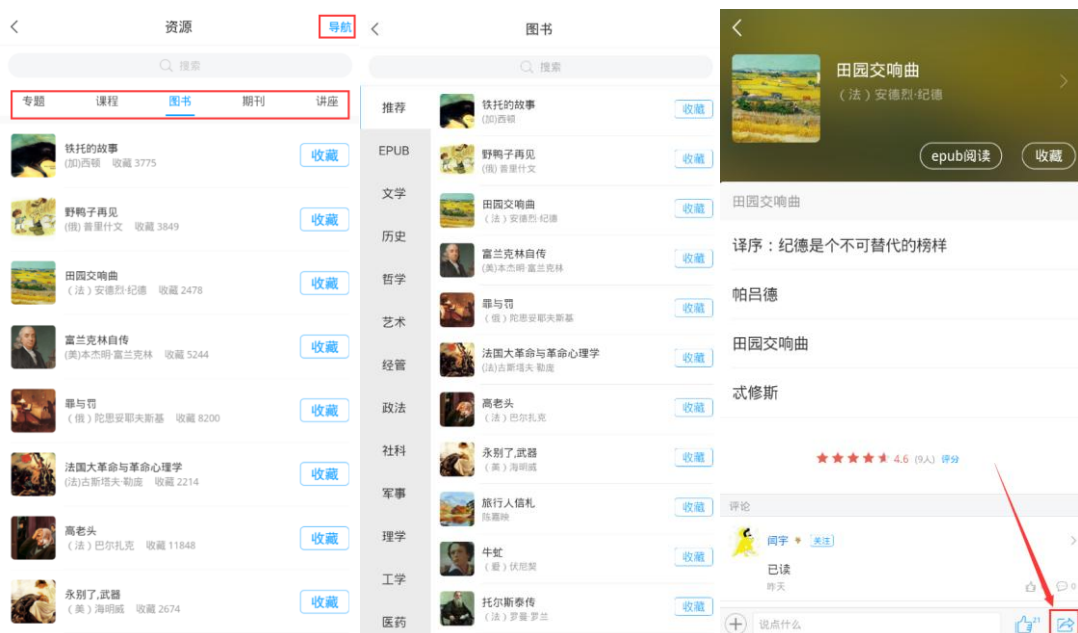 资源
导航
搜索
专题 课程 图书 期刊 讲座
铁托的故事
(加)西顿 收藏 3775
收藏
野鸭子再见
(俄) 普里什文 收藏 3849
收藏
田园交响曲
（法）安德烈·纪德 收藏 2478
收藏
富兰克林自传
(美)本杰明·富兰克林 收藏 5244
收藏
罪与罚
（俄）陀思妥耶夫斯基 收藏 8200
收藏
法国大革命与革命心理学
(法)古斯塔夫·勒庞 收藏 2214
收藏
高老头
（法）巴尔扎克 收藏 11848
收藏
永别了,武器
（美）海明威 收藏 2674
收藏
图书
搜索
推荐
EPUB
文学
历史
哲学
艺术
经管
政法
社科
军事
理学
工学
医药
铁托的故事
(加)西顿
收藏
野鸭子再见
(俄) 普里什文
收藏
田园交响曲
（法）安德烈·纪德
收藏
富兰克林自传
(美)本杰明·富兰克林
收藏
罪与罚
（俄）陀思妥耶夫斯基
收藏
法国大革命与革命心理学
(法)古斯塔夫·勒庞
收藏
高老头
（法）巴尔扎克
收藏
永别了,武器
（美）海明威
收藏
旅行人信札
陈嘉映
收藏
牛虻
（爱）伏尼契
收藏
托尔斯泰传
（法）罗曼·罗兰
收藏
田园交响曲
（法）安德烈·纪德
epub阅读 收藏
田园交响曲
译序：纪德是个不可替代的榜样
帕吕德
田园交响曲
忒修斯
4.6 (9人) 评分
评论
闻宇 关注
已读
昨天
0
说点什么
21